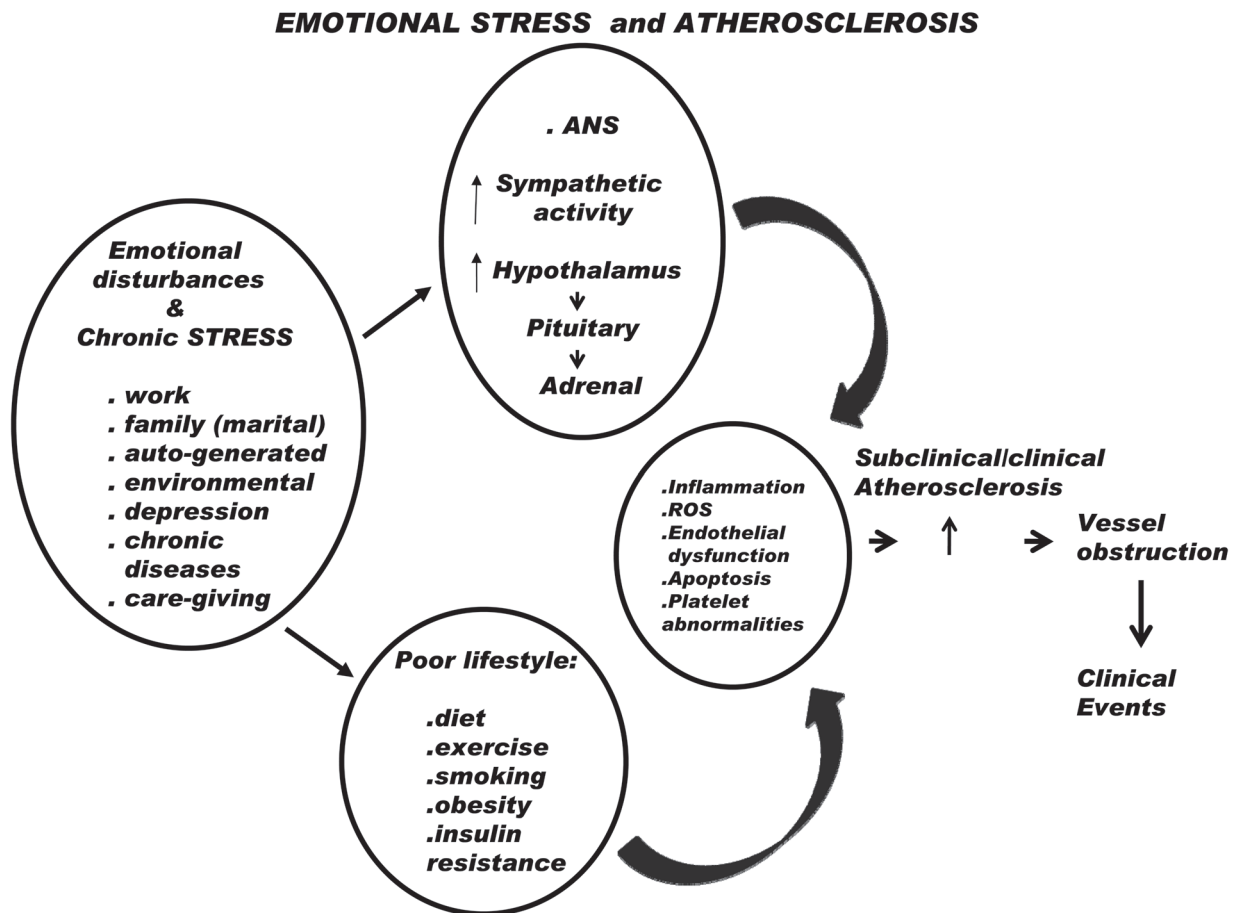 EMOTIONAL STRESS and ATHEROSCLEROSIS
Emotional
disturbances
&
Chronic STRESS
. work
. family (marital)
. auto-generated
. environmental
. depression
. chronic
diseases
. care-giving
. ANS
Sympathetic
activity
Hypothalamus
Pituitary
Adrenal
Poor lifestyle:
.diet
.exercise
.smoking
.obesity
.insulin
resistance
.Inflammation
.ROS
.Endothelial
dysfunction
.Apoptosis
.Platelet
abnormalities
Subclinical/clinical
Atherosclerosis
Vessel
obstruction
Clinical
Events